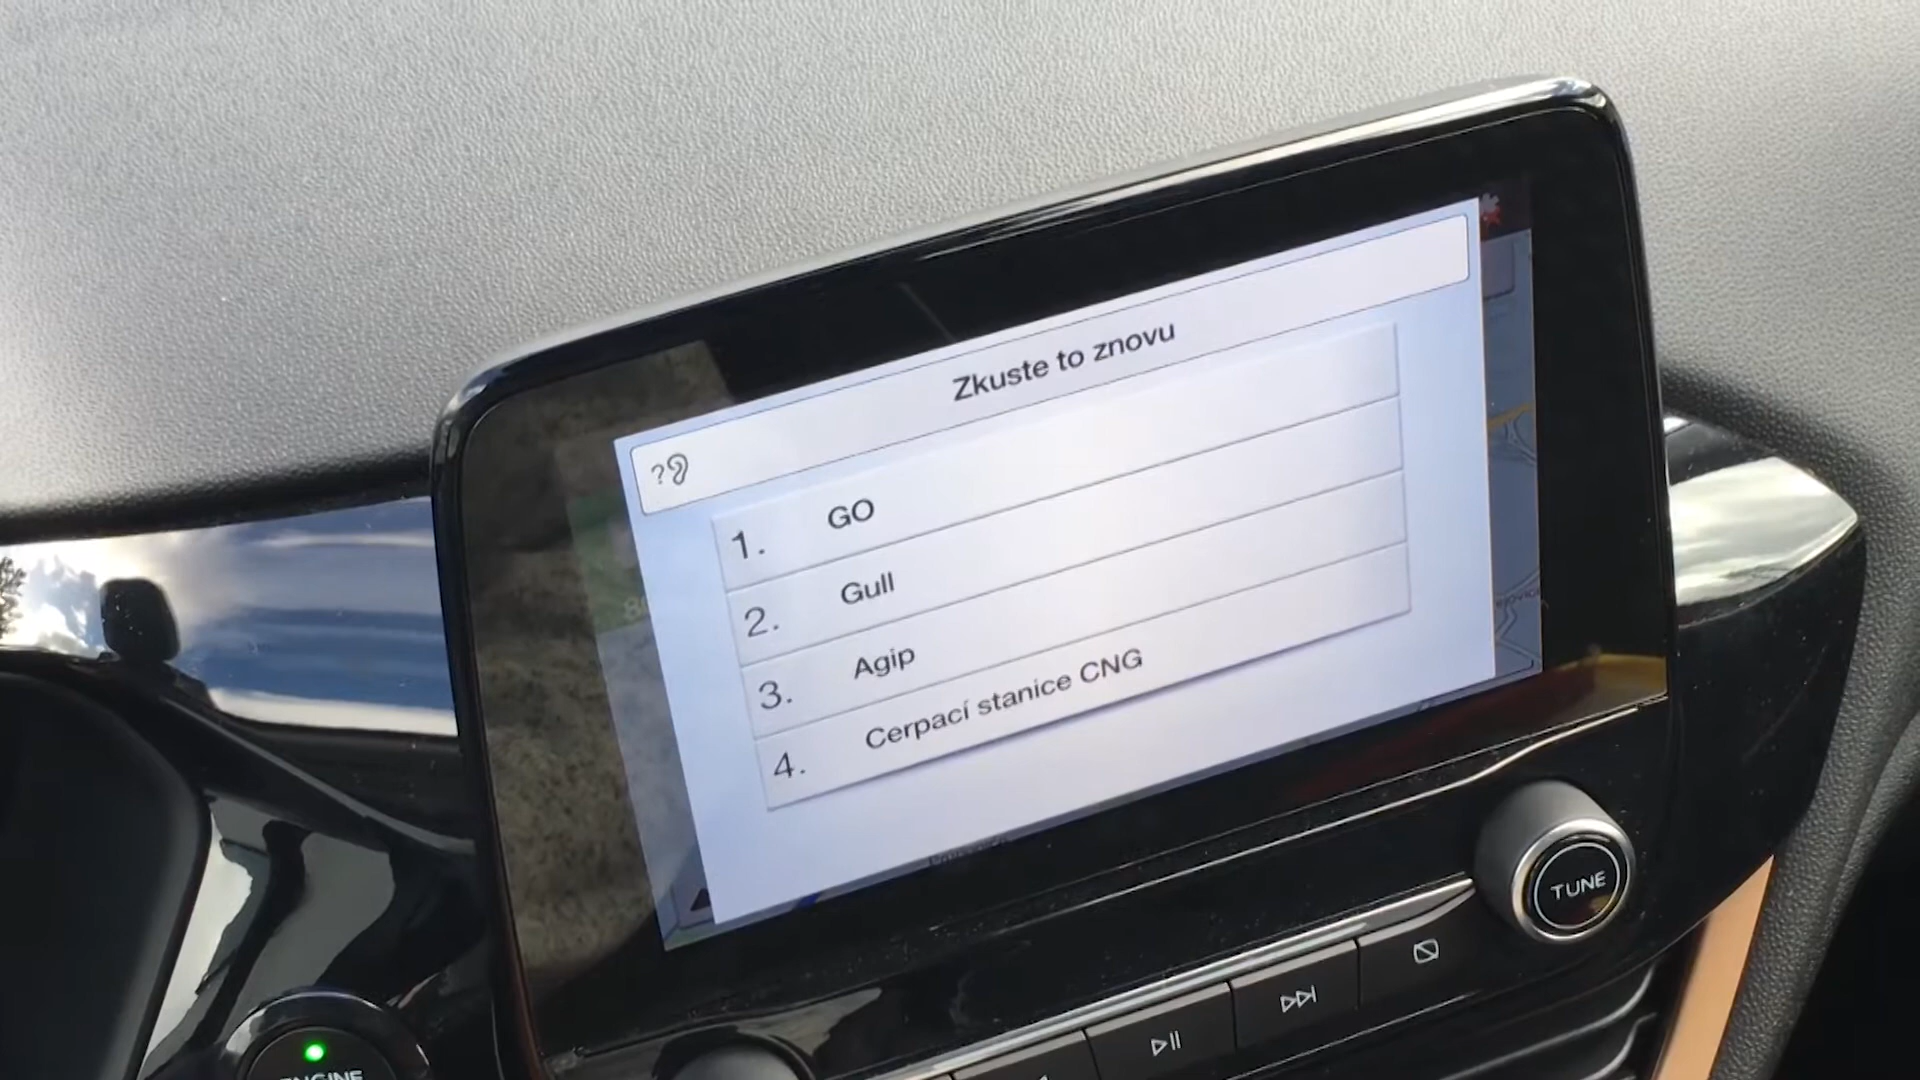 Zkuste to znovu
?
1. GO
2. Gull
3. Agip
4. Cerpací stanice CNG
TUNE
ENGINE